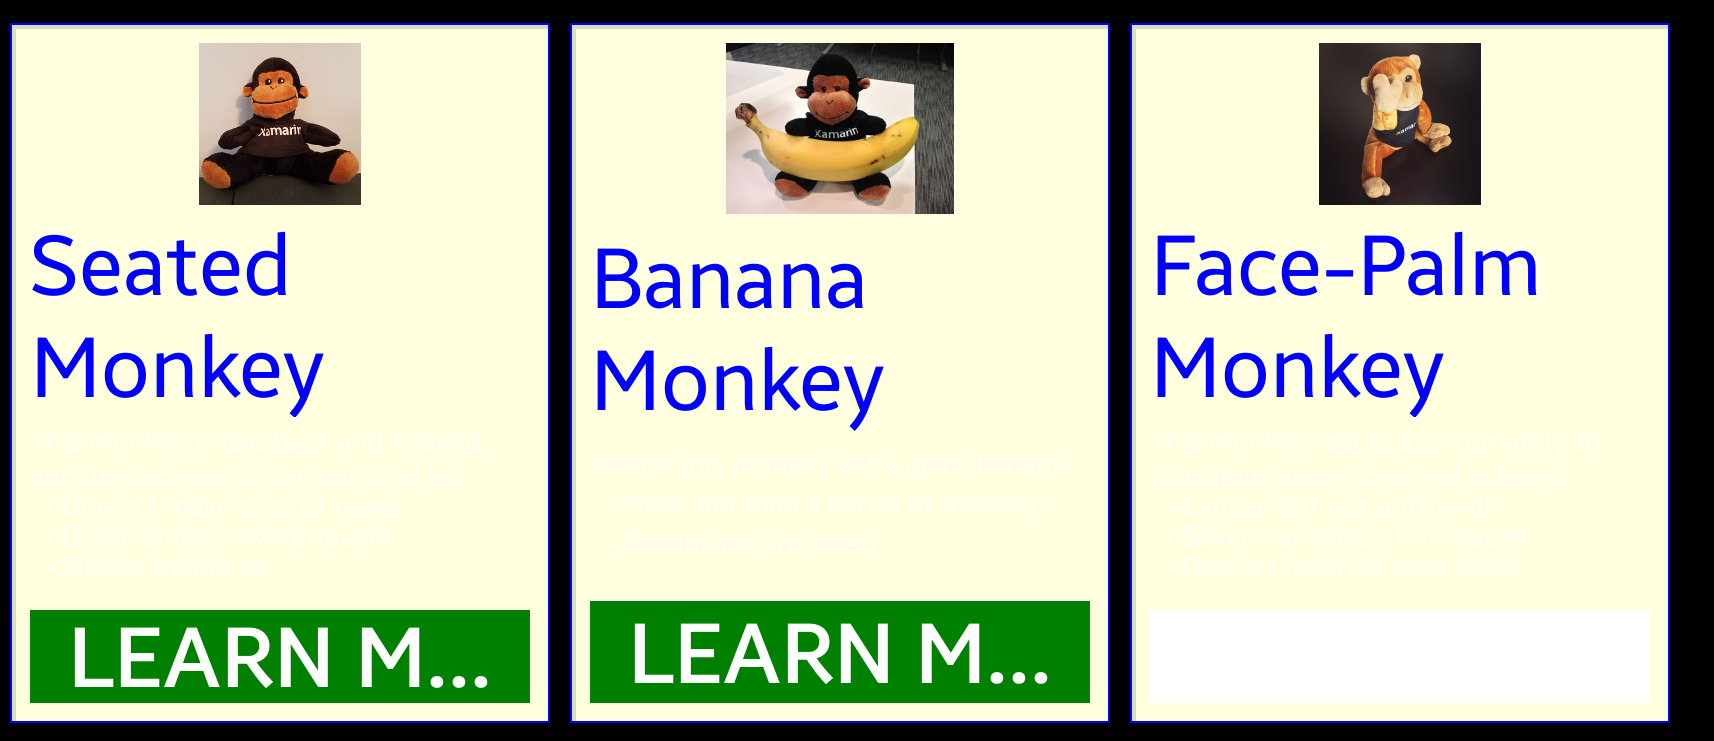 Xamarin
Seated
Monkey
This monkey is laid back and relaxed,
and likes to watch the world go by.
• Doesn't make a lot of noise
• Often smiles mysteriously
• Sleeps sitting up
LEARN M...
Xamarin
Banana
Monkey
Watch this monkey eat a giant banana.
• More fun than a barrel of monkeys
• Banana not included
LEARN M...
Face-Palm
Monkey
This monkey reacts appropriately to
ridiculous assertions and actions.
• Cynical but not unfriendly
• Seven varieties of grimaces
• Doesn't laugh at your jokes